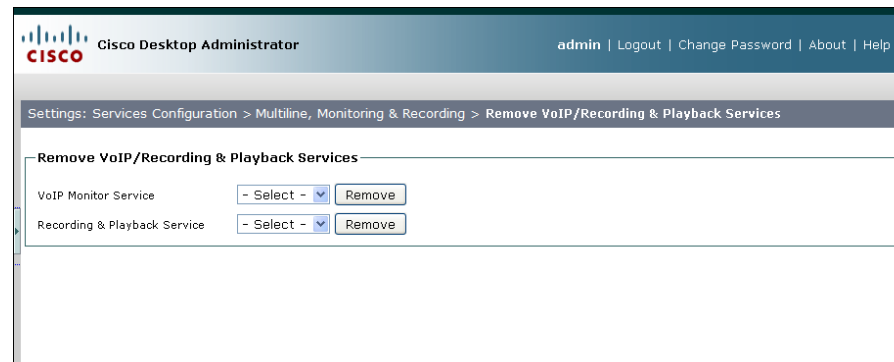 CISCO Cisco Desktop Administrator admin | Logout | Change Password | About | Help
Settings: Services Configuration > Multiline, Monitoring & Recording > Remove VoIP/Recording & Playback Services
Remove VoIP/Recording & Playback Services
VoIP Monitor Service - Select - Remove
Recording & Playback Service - Select - Remove